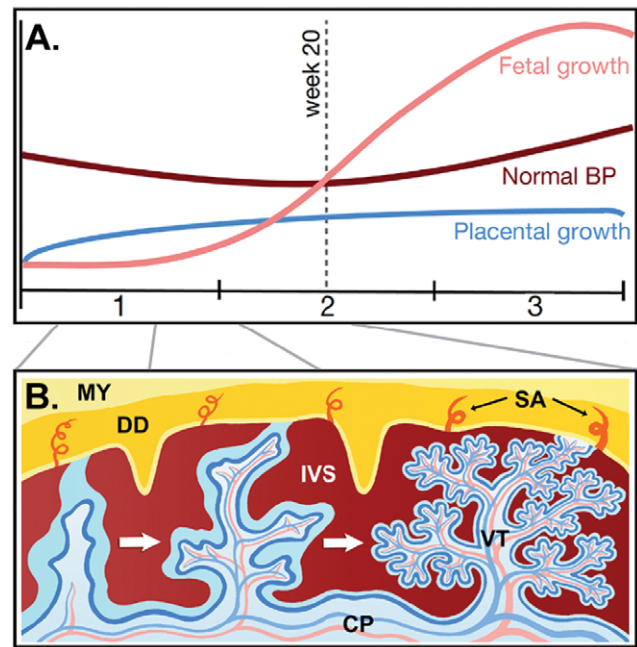 A.
week 20
Fetal growth
Normal BP
Placental growth
1 2 3
B.
MY
DD
SA
IVS
VT
CP